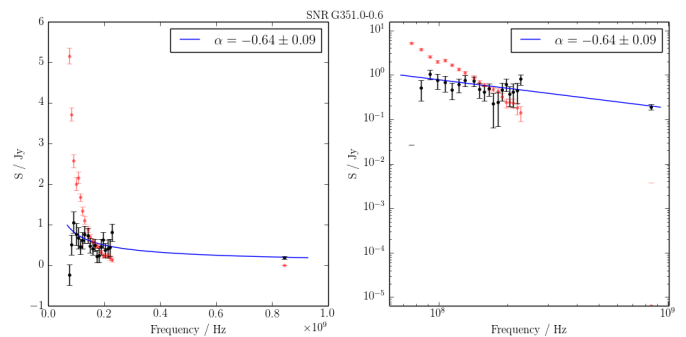 SNR G351.0-0.6
α = −0.64 ± 0.09
S / Jy
6
5
4
3
2
1
0
−1
0.0 0.2 0.4 0.6 0.8 1.0
Frequency / Hz ×10⁹
α = −0.64 ± 0.09
S / Jy
10¹
10⁰
10⁻¹
10⁻²
10⁻³
10⁻⁴
10⁻⁵
10⁸ 10⁹
Frequency / Hz